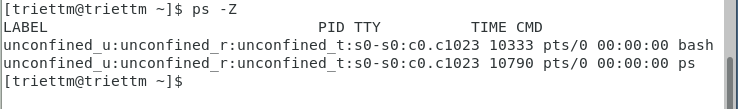 [triettm@triettm ~]$ ps -Z
LABEL                             PID TTY          TIME CMD
unconfined_u:unconfined_r:unconfined_t:s0-s0:c0.c1023 10333 pts/0 00:00:00 bash
unconfined_u:unconfined_r:unconfined_t:s0-s0:c0.c1023 10790 pts/0 00:00:00 ps
[triettm@triettm ~]$